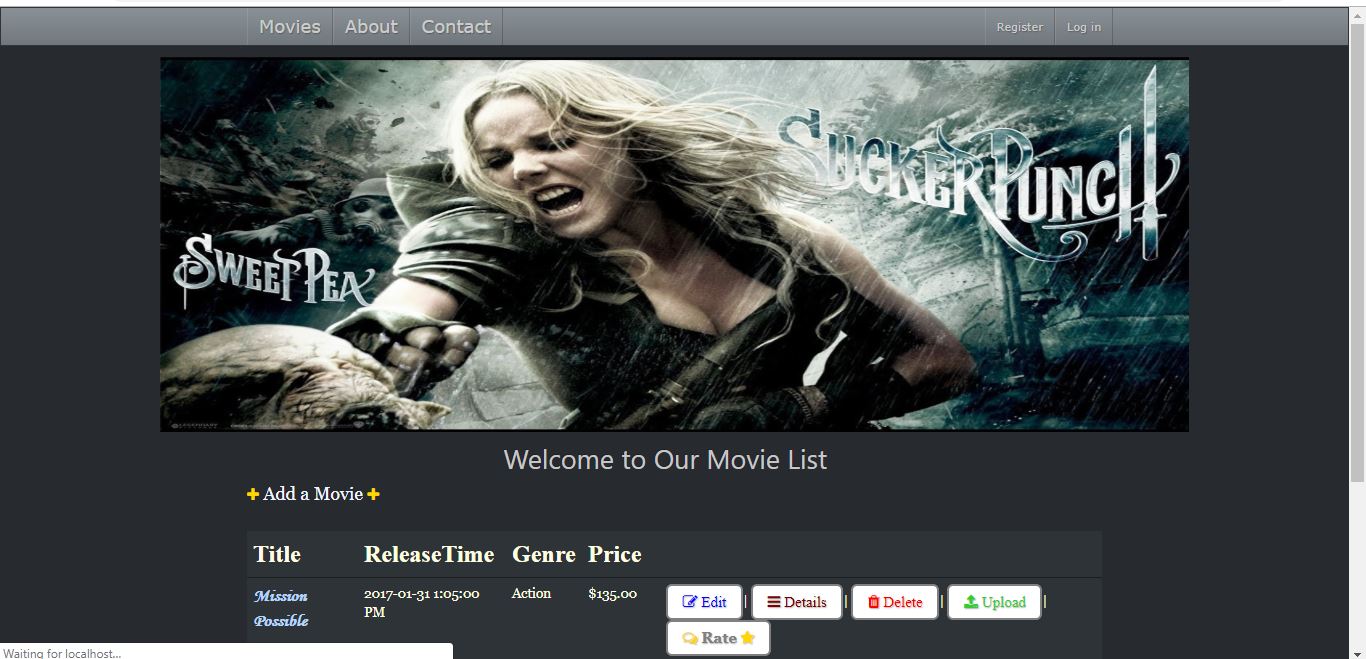 Movies About Contact Register Log in
SUCKER PUNCH
SWEET PEA
Welcome to Our Movie List
Add a Movie
Title ReleaseTime Genre Price
Mission Possible 2017-01-31 1:05:00 PM Action $135.00 Edit | Details | Delete | Upload |
Rate
Waiting for localhost...